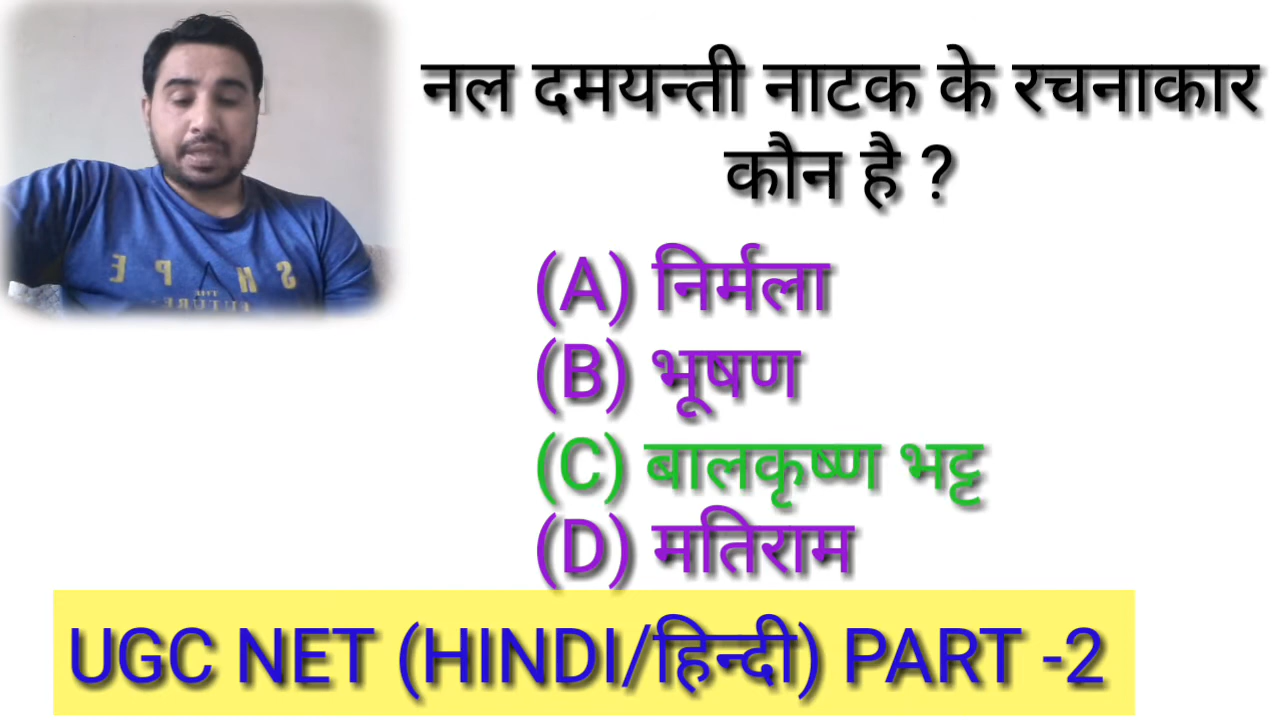 नल दमयन्ती नाटक के रचनाकार
कौन है ?
(A) निर्मला
(B) भूषण
(C) बालकृष्ण भट्ट
(D) मतिराम
UGC NET (HINDI/हिन्दी) PART -2